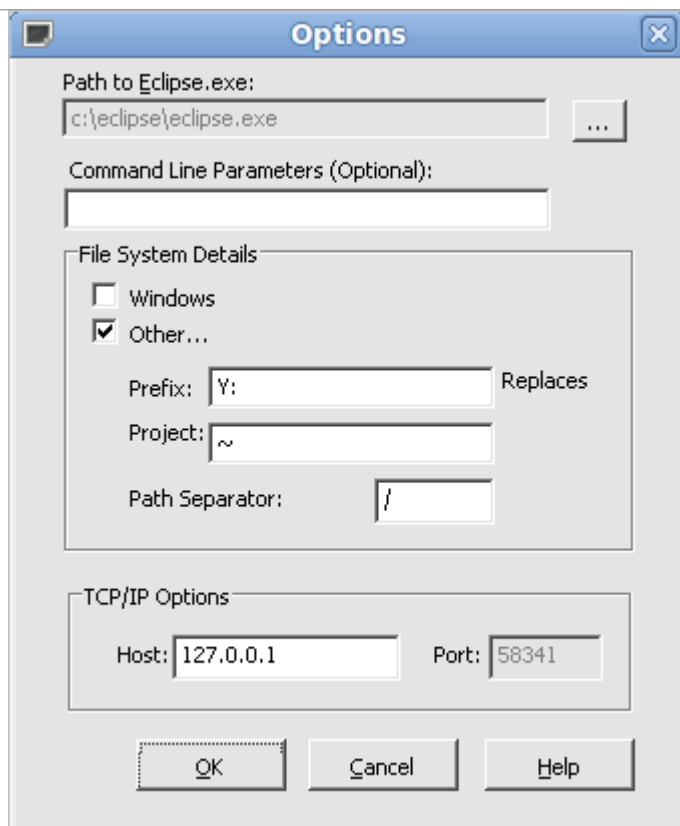 Options
Path to Eclipse.exe:
c:\eclipse\eclipse.exe
...
Command Line Parameters (Optional):
File System Details
Windows
Other...
Prefix: Y: Replaces
Project: ~
Path Separator: /
TCP/IP Options
Host: 127.0.0.1 Port: 58341
OK Cancel Help